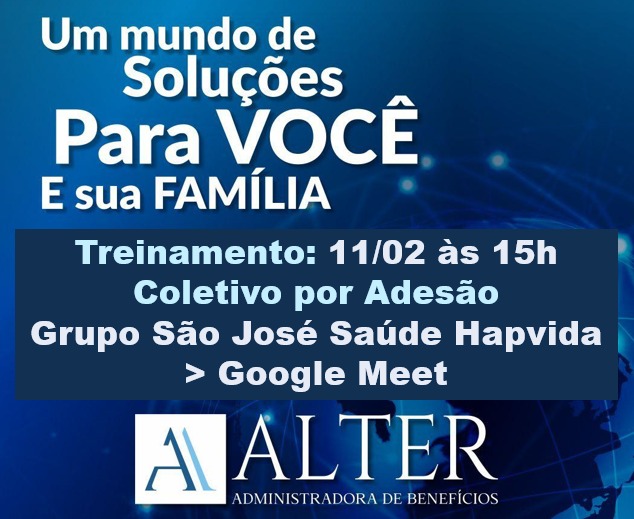 Um mundo de
Soluções
Para VOCÊ
E sua FAMÍLIA
Treinamento: 11/02 às 15h
Coletivo por Adesão
Grupo São José Saúde Hapvida
> Google Meet
ALTER
ADMINISTRADORA DE BENEFÍCIOS